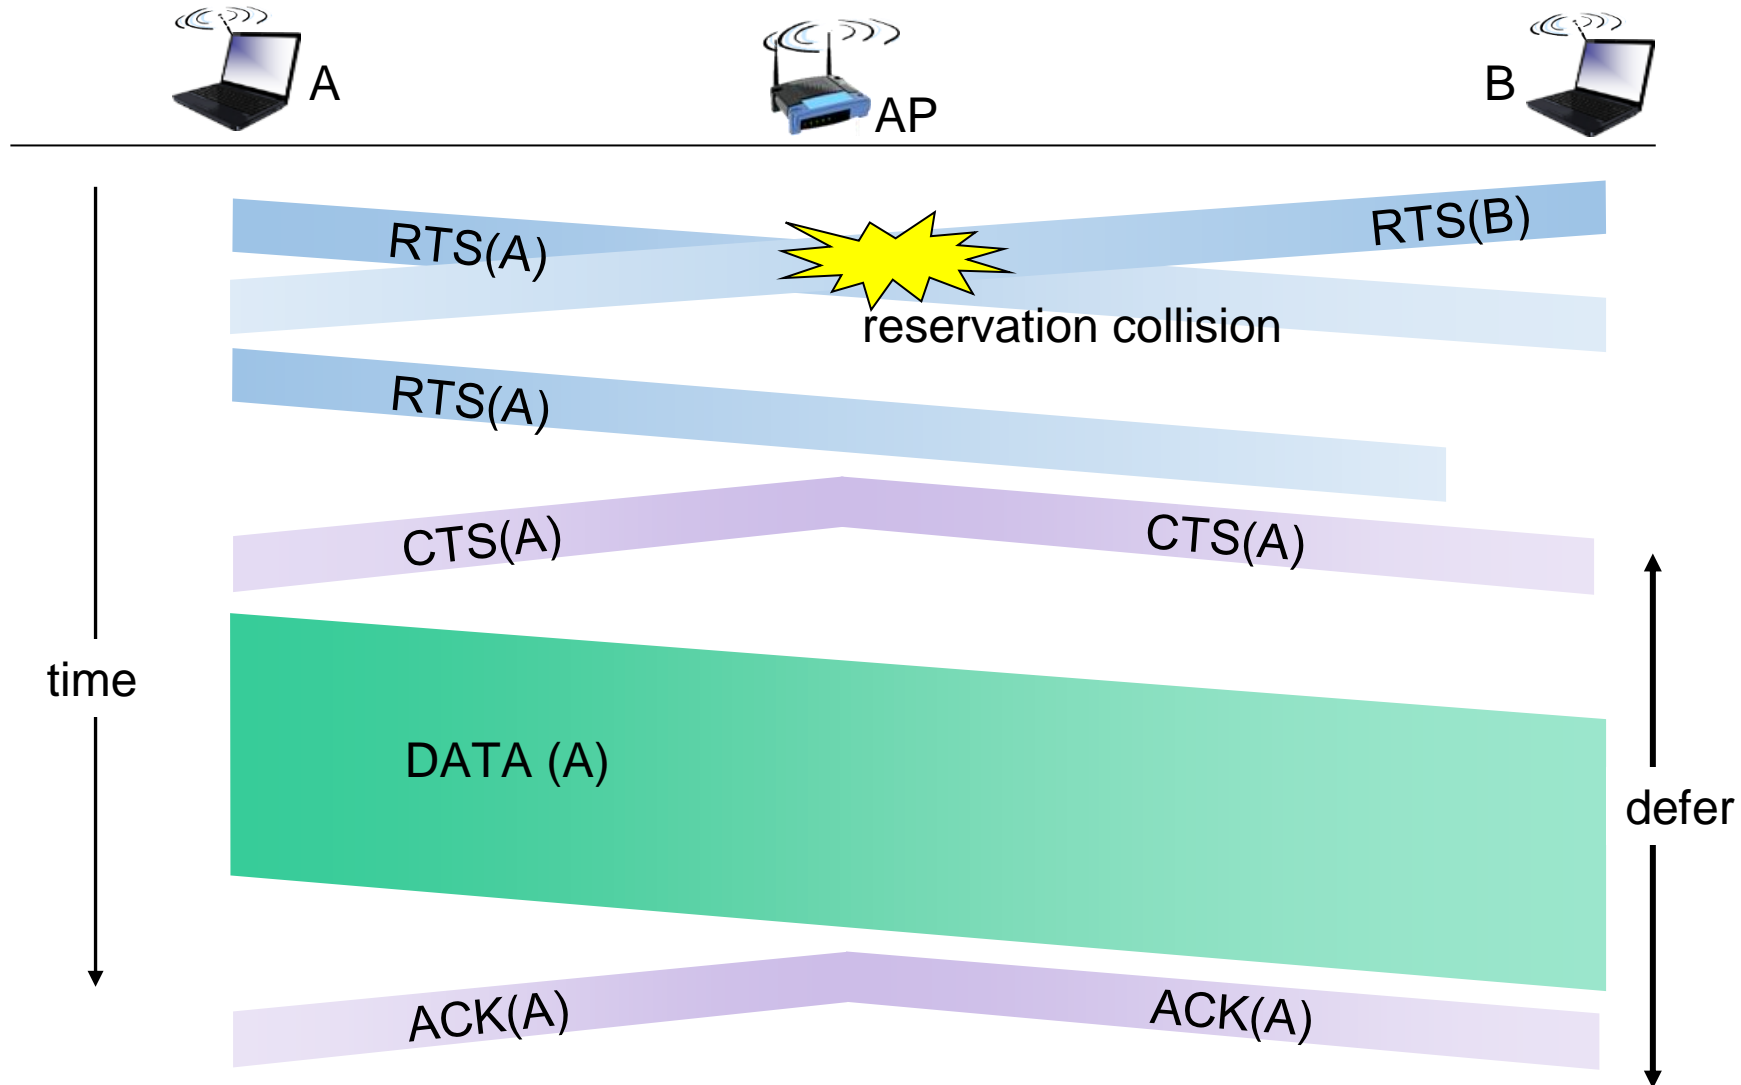 A
AP
B
RTS(A)
RTS(B)
reservation collision
RTS(A)
CTS(A)
CTS(A)
time
DATA (A)
defer
ACK(A)
ACK(A)